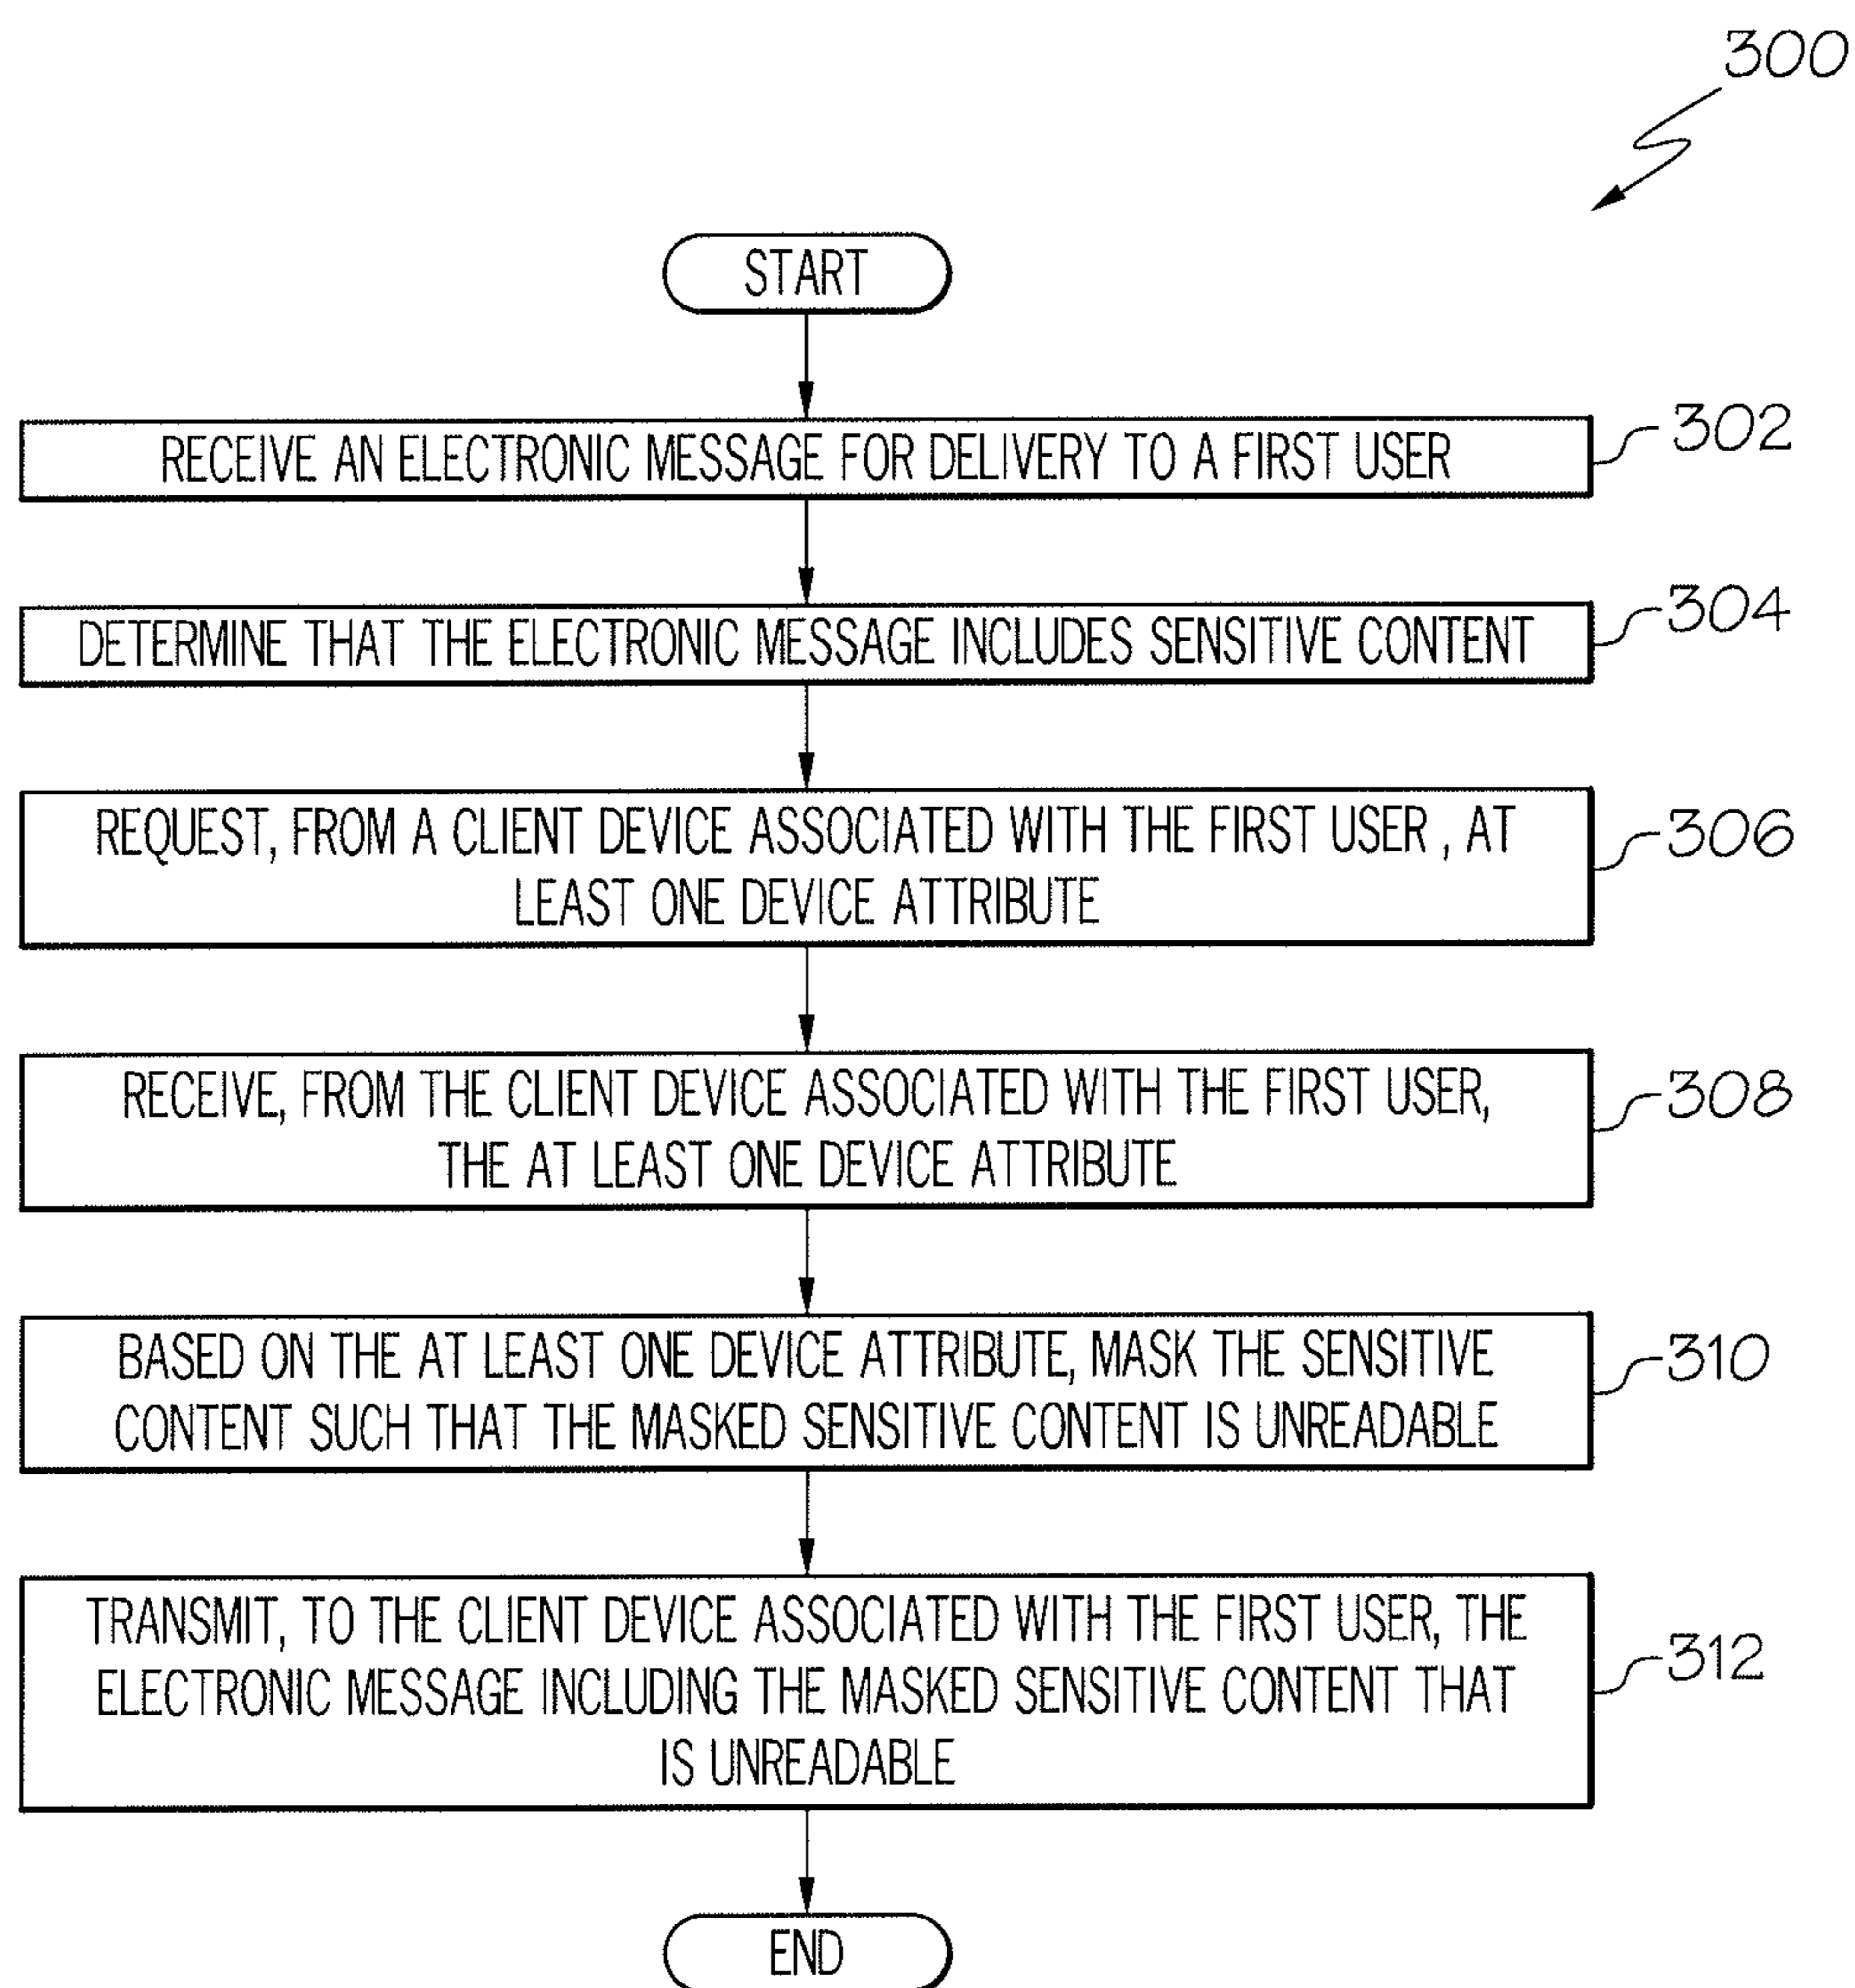 300
START
RECEIVE AN ELECTRONIC MESSAGE FOR DELIVERY TO A FIRST USER
302
DETERMINE THAT THE ELECTRONIC MESSAGE INCLUDES SENSITIVE CONTENT
304
REQUEST, FROM A CLIENT DEVICE ASSOCIATED WITH THE FIRST USER , AT
LEAST ONE DEVICE ATTRIBUTE
306
RECEIVE, FROM THE CLIENT DEVICE ASSOCIATED WITH THE FIRST USER,
THE AT LEAST ONE DEVICE ATTRIBUTE
308
BASED ON THE AT LEAST ONE DEVICE ATTRIBUTE, MASK THE SENSITIVE
CONTENT SUCH THAT THE MASKED SENSITIVE CONTENT IS UNREADABLE
310
TRANSMIT, TO THE CLIENT DEVICE ASSOCIATED WITH THE FIRST USER, THE
ELECTRONIC MESSAGE INCLUDING THE MASKED SENSITIVE CONTENT THAT
IS UNREADABLE
312
END